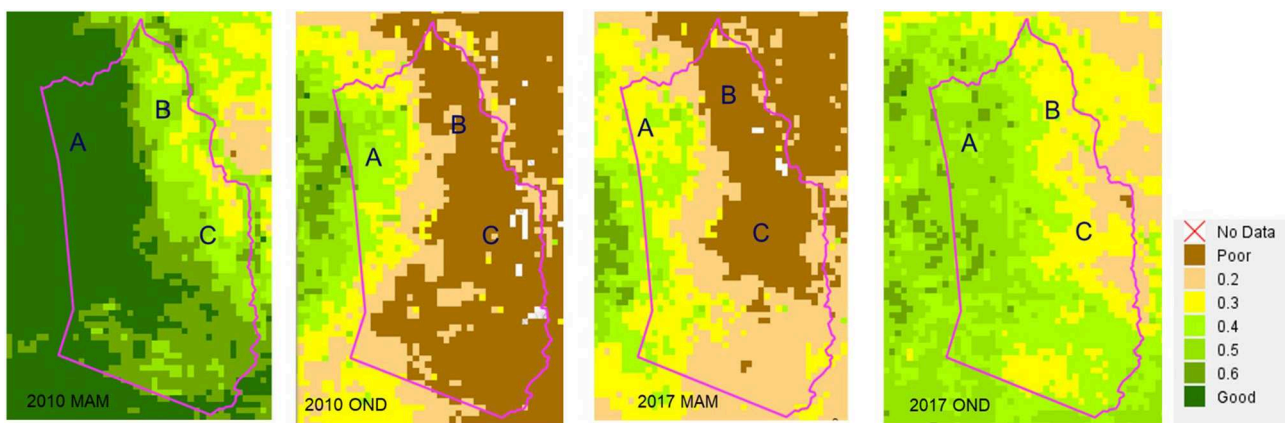 A
B
C
2010 MAM
A
B
C
2010 OND
A
B
C
2017 MAM
A
B
C
2017 OND
No Data
Poor
0.2
0.3
0.4
0.5
0.6
Good